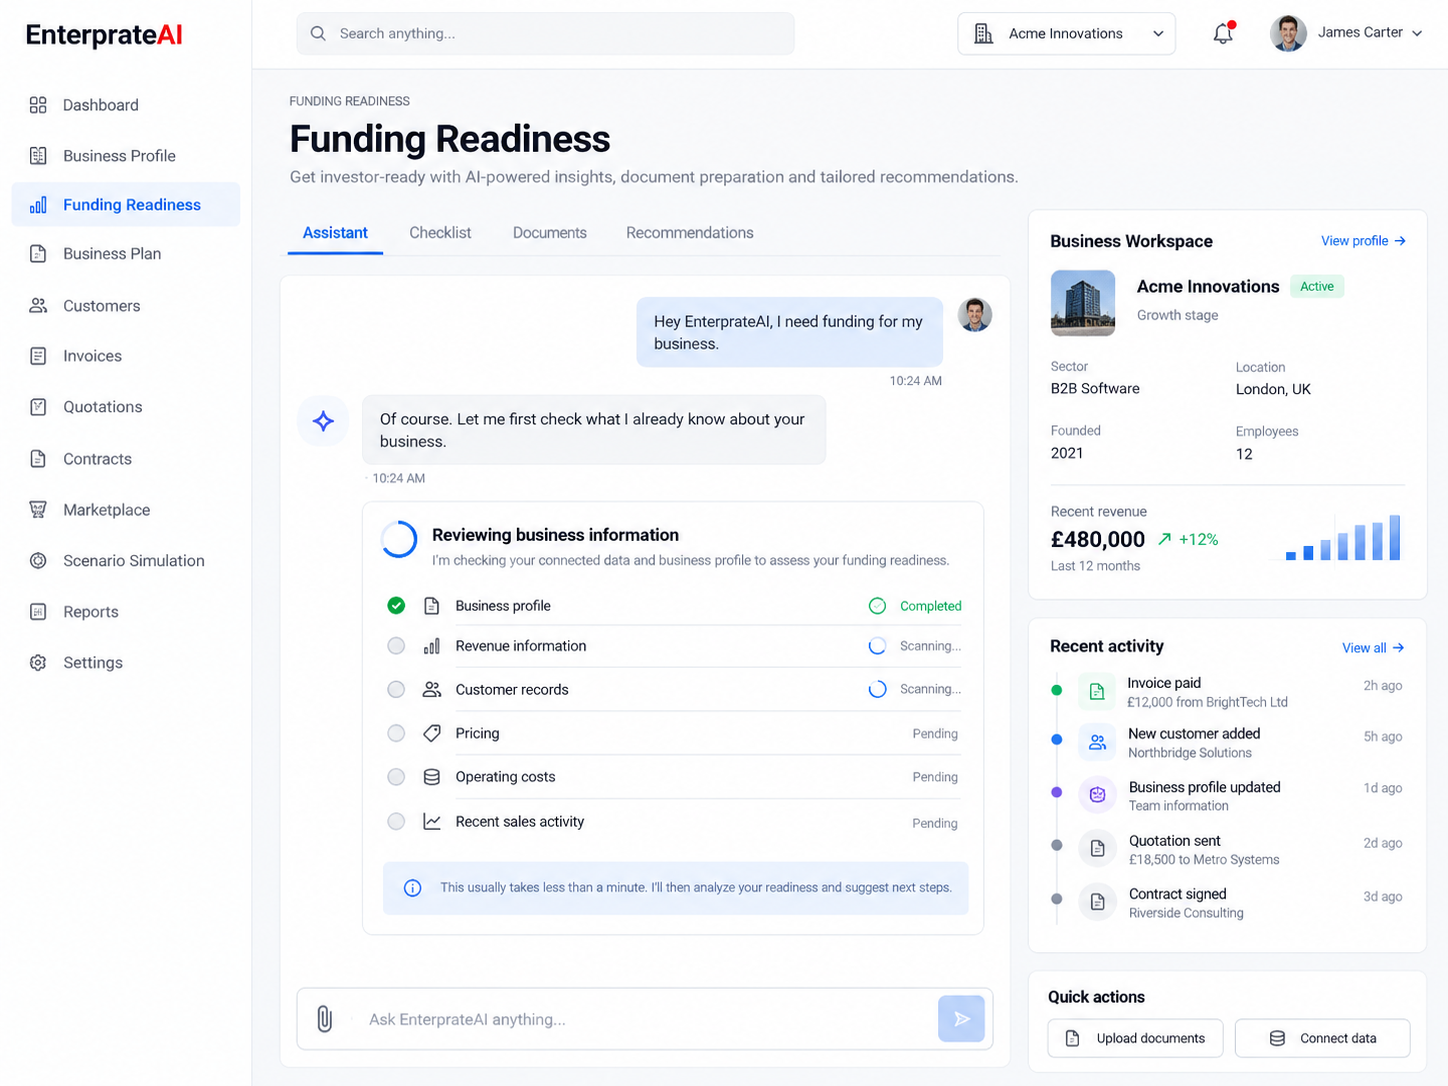 EnterprateAI
Search anything...
Acme Innovations
James Carter
Dashboard
Business Profile
Funding Readiness
Business Plan
Customers
Invoices
Quotations
Contracts
Marketplace
Scenario Simulation
Reports
Settings
FUNDING READINESS
Funding Readiness
Get investor-ready with AI-powered insights, document preparation and tailored recommendations.
Assistant
Checklist
Documents
Recommendations
Hey EnterprateAI, I need funding for my
business.
10:24 AM
Of course. Let me first check what I already know about your
business.
10:24 AM
Reviewing business information
I'm checking your connected data and business profile to assess your funding readiness.
Business profile
Completed
Revenue information
Scanning...
Customer records
Scanning...
Pricing
Pending
Operating costs
Pending
Recent sales activity
Pending
This usually takes less than a minute. I'll then analyze your readiness and suggest next steps.
Ask EnterprateAI anything...
Business Workspace
View profile →
Acme Innovations
Active
Growth stage
Sector
Location
B2B Software
London, UK
Founded
Employees
2021
12
Recent revenue
£480,000
+12%
Last 12 months
Recent activity
View all →
Invoice paid
2h ago
£12,000 from BrightTech Ltd
New customer added
5h ago
Northbridge Solutions
Business profile updated
1d ago
Team information
Quotation sent
2d ago
£18,500 to Metro Systems
Contract signed
3d ago
Riverside Consulting
Quick actions
Upload documents
Connect data